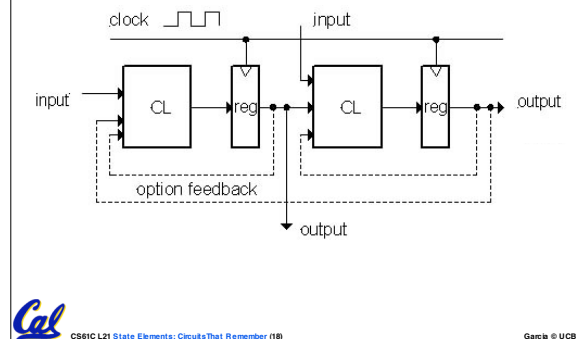 clock
input
input
CL
reg
CL
reg
output
option feedback
output
Cal
CS61C L21 State Elements: CircuitsThat Remember (18)
Garcia © UCB